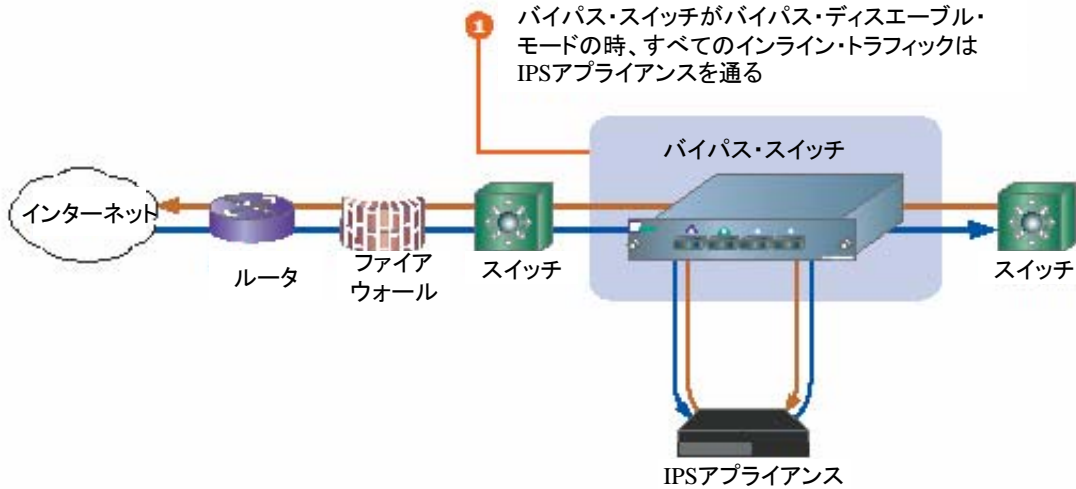 1
バイパス・スイッチがバイパス・ディスエーブル・
モードの時、すべてのインライン・トラフィックは
IPSアプライアンスを通る
バイパス・スイッチ
インターネット
ルータ
ファイア
ウォール
スイッチ
スイッチ
IPSアプライアンス